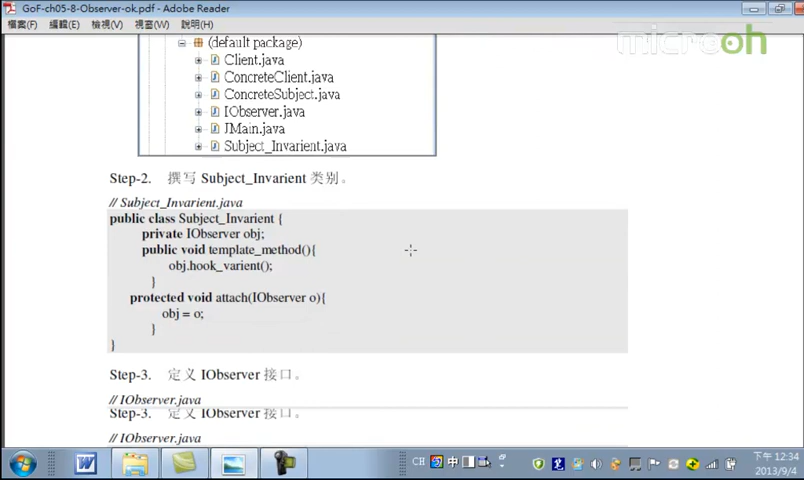 GoF-ch05-8-Observer-ok.pdf - Adobe Reader
檔案(F) 編輯(E) 檢視(V) 視窗(W) 說明(H)
microoh
(default package)
Client.java
ConcreteClient.java
ConcreteSubject.java
IObserver.java
JMain.java
Subject_Invarient.java
Step-2. 撰写 Subject_Invarient 类别。
// Subject_Invarient.java
public class Subject_Invarient {
private IObserver obj;
public void template_method(){
obj.hook_varient();
}
protected void attach(IObserver o){
obj = o;
}
}
Step-3. 定义 IObserver 接口。
// IObserver.java
Step-3. 定义 IObserver 接口。
// IObserver.java
CH 中
下午 12:34
2013/9/4